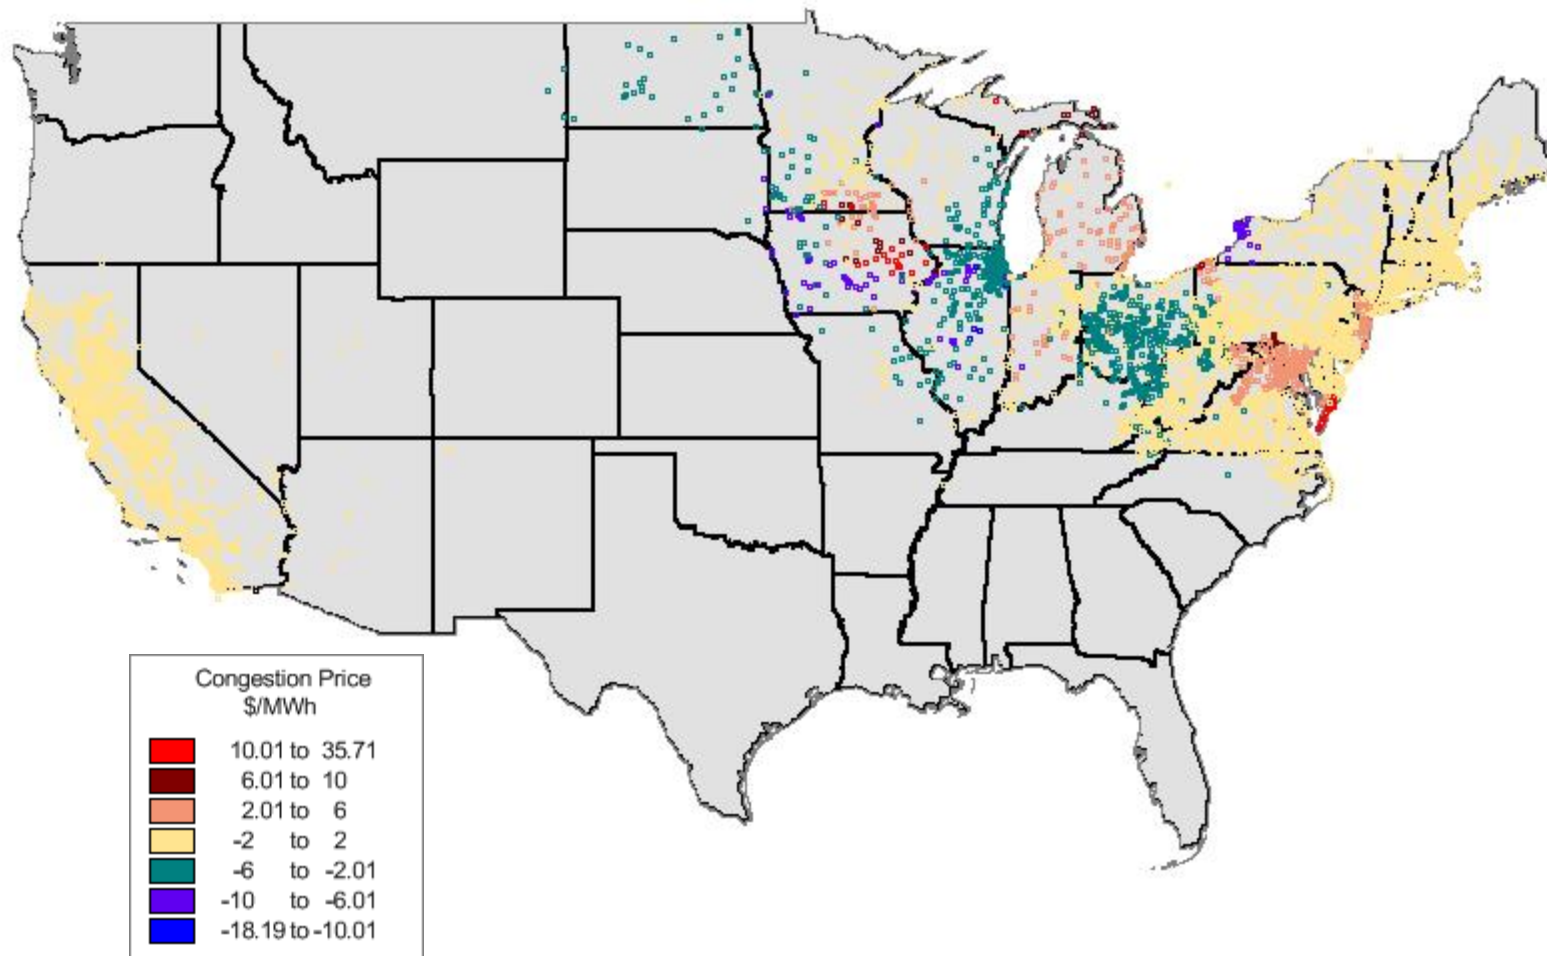 Congestion Price
$/MWh
10.01 to 35.71
6.01 to 10
2.01 to 6
-2 to 2
-6 to -2.01
-10 to -6.01
-18.19 to -10.01